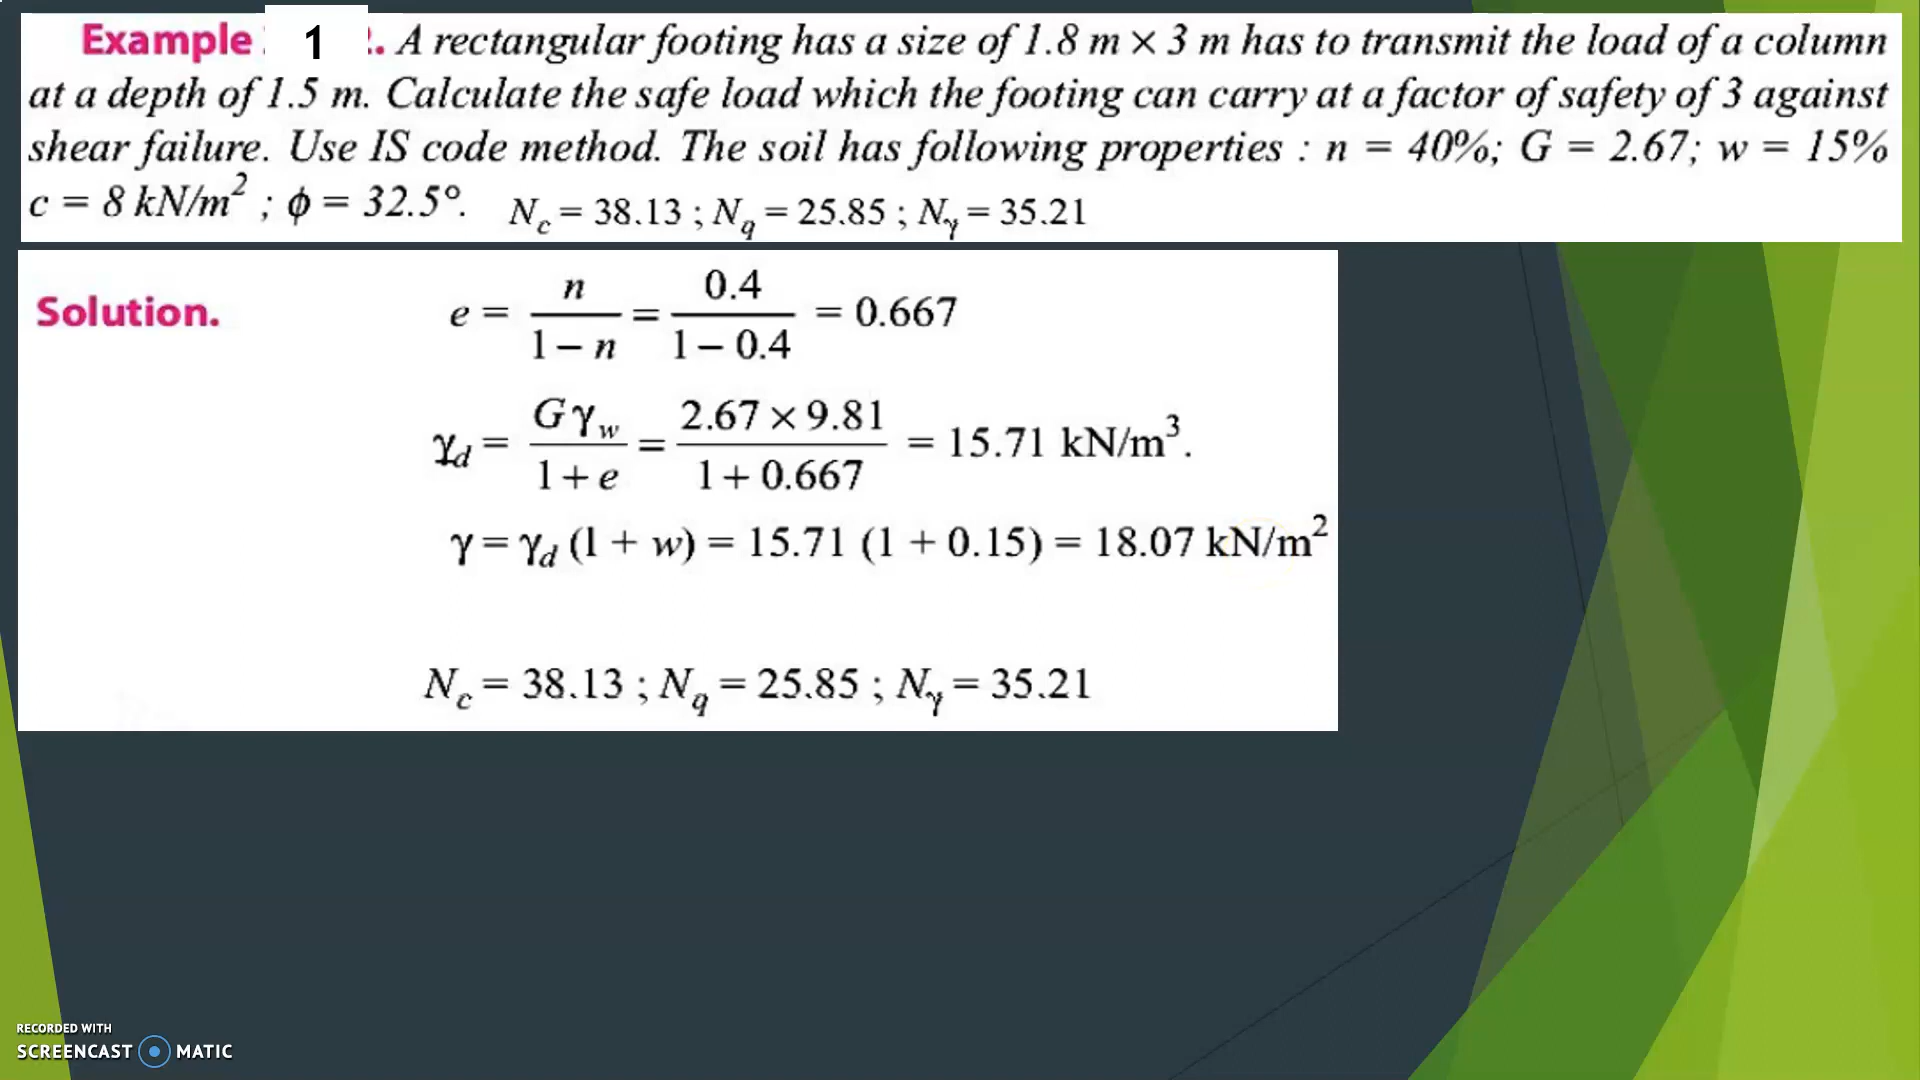 Example 1 . A rectangular footing has a size of 1.8 m × 3 m has to transmit the load of a column
at a depth of 1.5 m. Calculate the safe load which the footing can carry at a factor of safety of 3 against
shear failure. Use IS code method. The soil has following properties : n = 40%; G = 2.67; w = 15%
c = 8 kN/m² ; ϕ = 32.5°. N_c = 38.13 ; N_q = 25.85 ; N_γ = 35.21
Solution. e = n / (1 − n) = 0.4 / (1 − 0.4) = 0.667
γ_d = Gγ_w / (1 + e) = 2.67 × 9.81 / (1 + 0.667) = 15.71 kN/m³.
γ = γ_d (1 + w) = 15.71 (1 + 0.15) = 18.07 kN/m²
N_c = 38.13 ; N_q = 25.85 ; N_γ = 35.21
RECORDED WITH
SCREENCAST MATIC